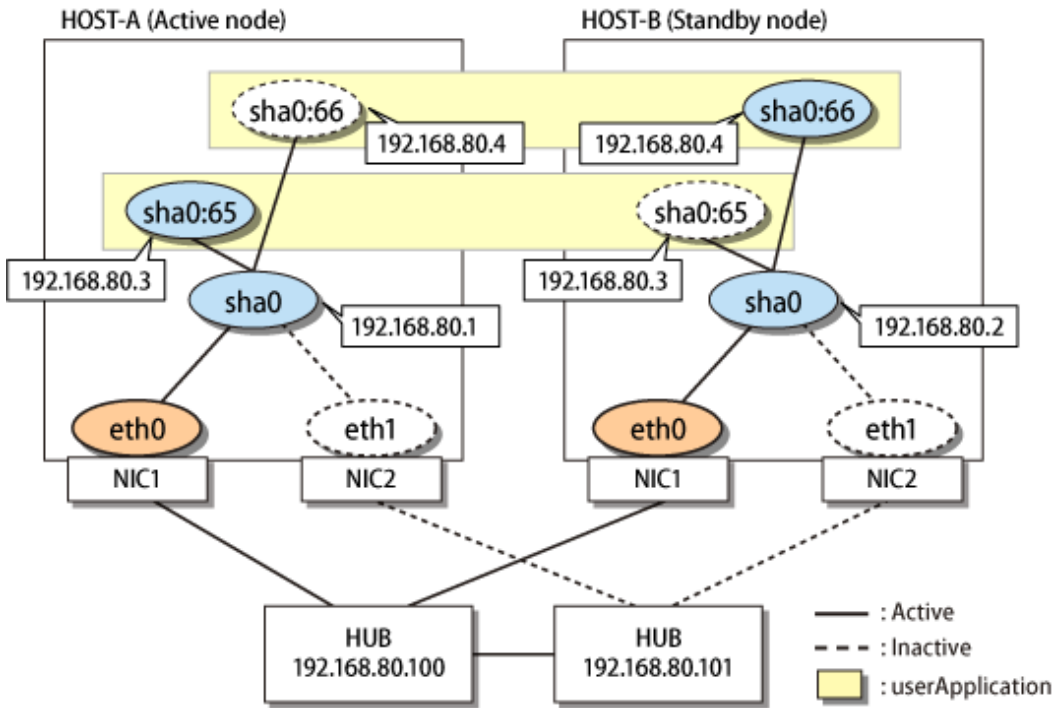 HOST-A (Active node)
HOST-B (Standby node)
sha0:66
192.168.80.4
192.168.80.4
sha0:66
sha0:65
192.168.80.3
sha0:65
192.168.80.3
sha0
192.168.80.1
sha0
192.168.80.2
eth0
eth1
eth0
eth1
NIC1
NIC2
NIC1
NIC2
HUB
192.168.80.100
HUB
192.168.80.101
: Active
: Inactive
: userApplication